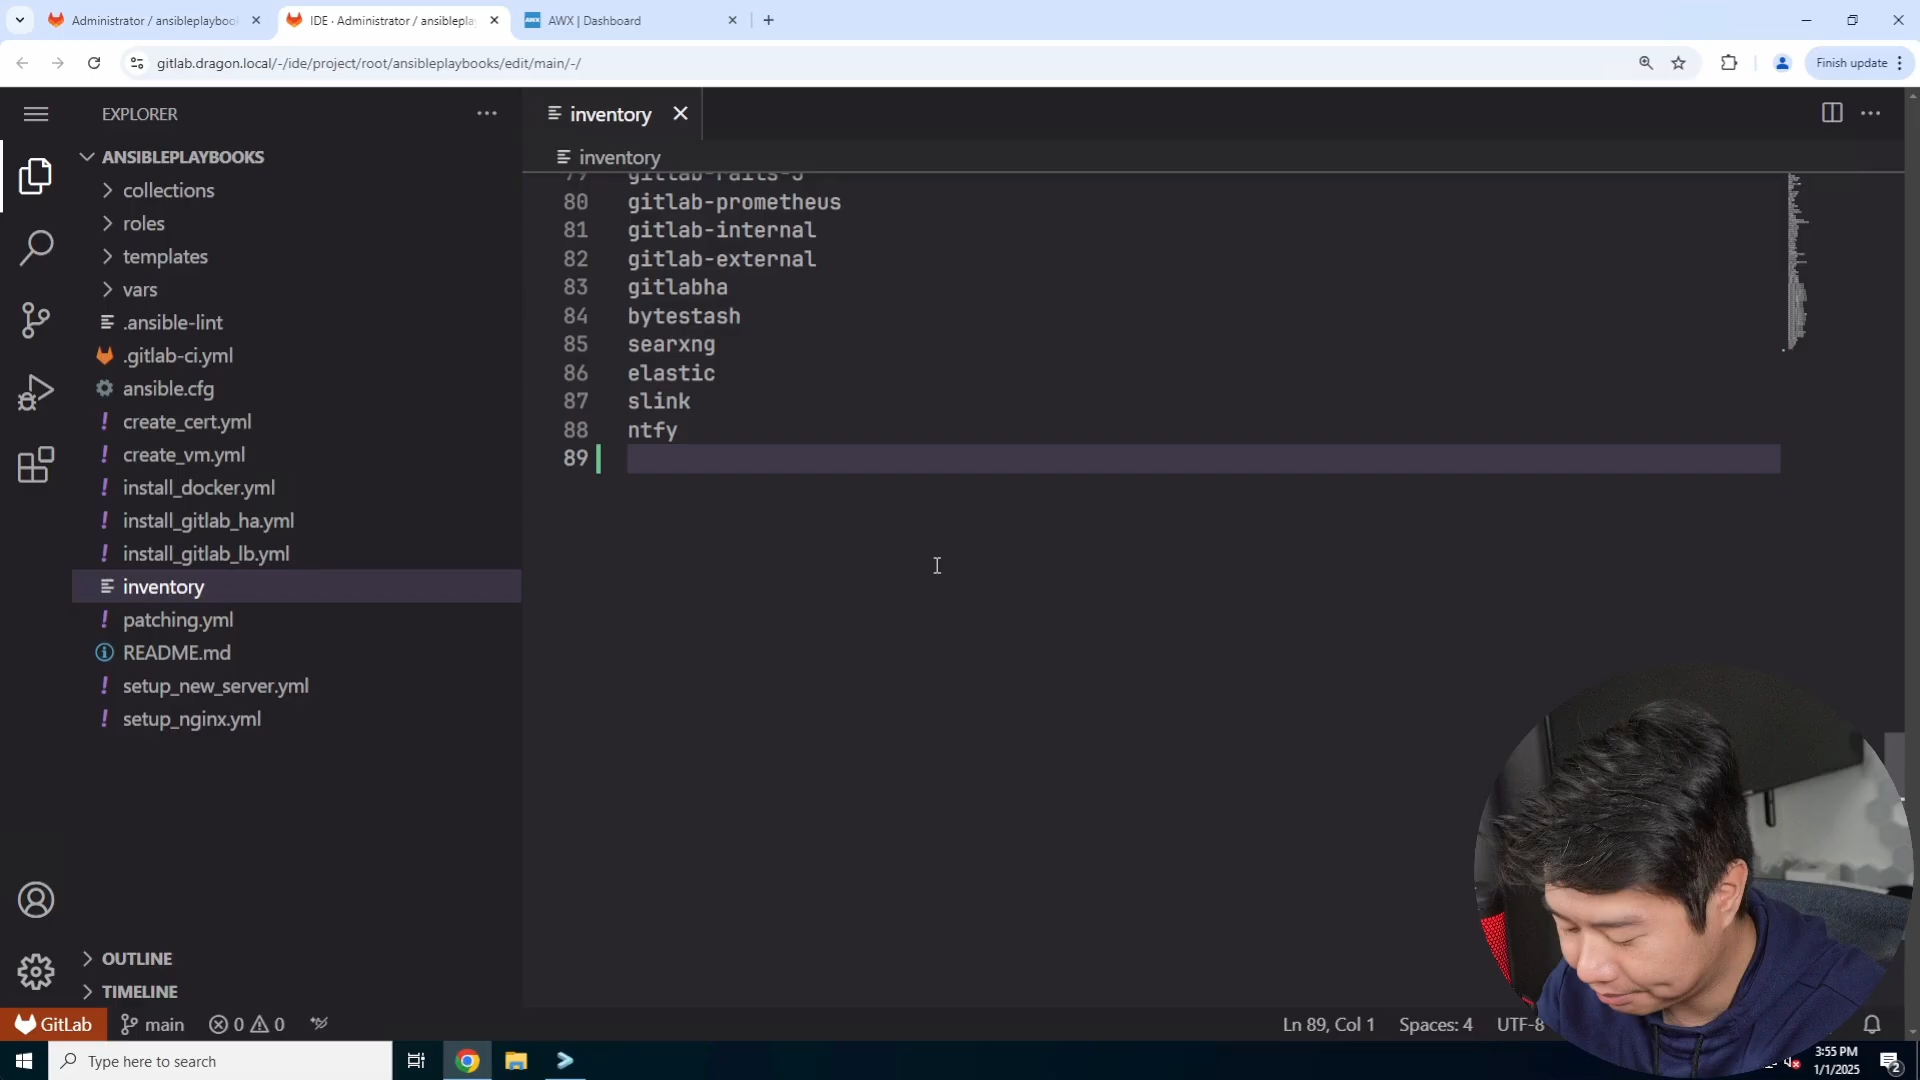 Administrator / ansibleplayboo
IDE · Administrator / ansiblepla
AWX | Dashboard
gitlab.dragon.local/-/ide/project/root/ansibleplaybooks/edit/main/-/
Finish update
EXPLORER
inventory
ANSIBLEPLAYBOOKS
inventory
collections
roles
templates
vars
.ansible-lint
.gitlab-ci.yml
ansible.cfg
create_cert.yml
create_vm.yml
install_docker.yml
install_gitlab_ha.yml
install_gitlab_lb.yml
inventory
patching.yml
README.md
setup_new_server.yml
setup_nginx.yml
79 gitlab-rails-3
80 gitlab-prometheus
81 gitlab-internal
82 gitlab-external
83 gitlabha
84 bytestash
85 searxng
86 elastic
87 slink
88 ntfy
89
OUTLINE
TIMELINE
GitLab main 0 0
Ln 89, Col 1 Spaces: 4 UTF-8
Type here to search
3:55 PM
1/1/2025
2